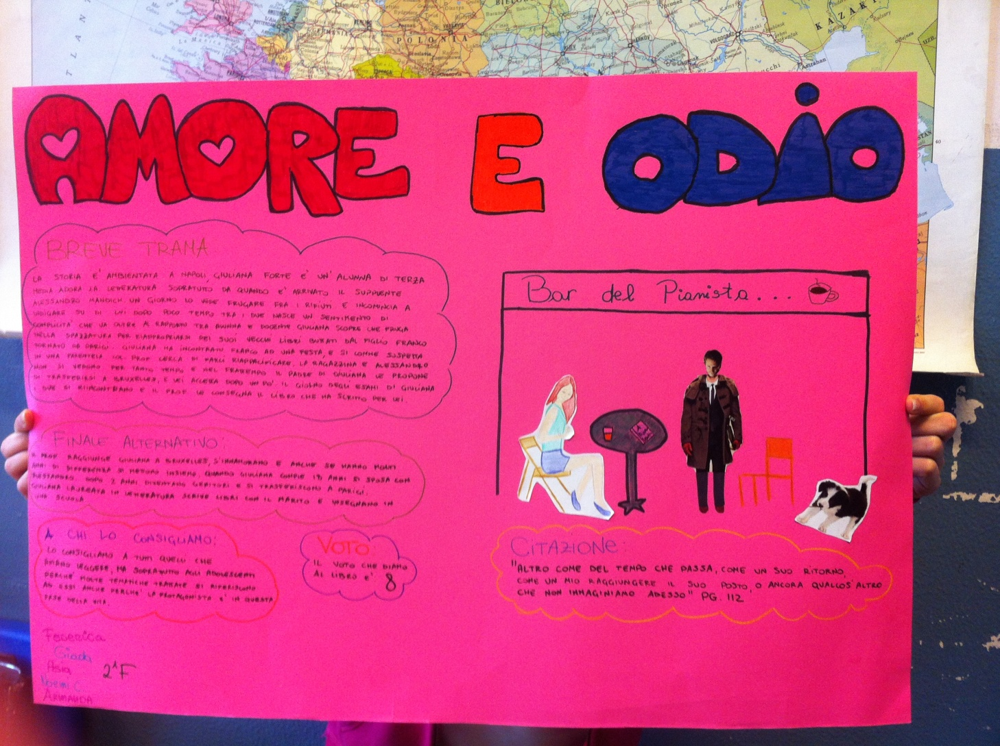 POLONIA
BERLINO
VOLGOGRAD
Astrahan
KAZAK
AMORE E ODIO
BREVE TRAMA
LA STORIA E' AMBIENTATA A NAPOLI, GIULIANA FORTE E' UN'ALUNNA DI TERZA
MEDIA ADORA LA LETTERATURA SOPRATUTTO DA QUANDO E' ARRIVATO IL SUPPLENTE
ALESSANDRO MANDICH. UN GIORNO LO VEDE FRUGARE FRA I RIFIUTI E INCOMINCIA A
INDIGARE SU DI LUI DOPO POCO TEMPO TRA I DUE NASCE UN SENTIMENTO DI
COMPLICITA' CHE VA OLTRE AL RAPPORTO TRA ALUNNA E DOCENTE GIULIANA SCOPRE CHE FRUGA
NELLA SPAZZATURA PER RIAPPROPRIARSI DEI SUOI VECCHI LIBRI BUTTATI DAL FIGLIO FRANCO
TORNATO DA PARIGI. GIULIANA HA INCONTRATO FRANCO AD UNA FESTA, E SI COMME SUSPETTA
IN UNA PARENTELA. PROF CERCA DI FARLI RIAPPACIFICARE, LA RAGAZZINA E ALESSANDRO
NON SI VEDONO PER TANTO TEMPO E NEL FRATEMPO IL PADRE DI GIULIANA LE PROPONE
DI TRASFERIRSI A BRUXELLES, E LEI ACCETTA DOPO UN PO'. IL GIORNO DEGLI ESAMI DI GIULIANA
I DUE SI RINCONTRANO E IL PROF LE CONSEGNA IL LIBRO CHE HA SCRITTO PER LEI.
FINALE ALTERNATIVO:
IL PROF RAGGIUNGE GIULIANA A BRUXELLES, S'INNAMORANO E ANCHE SE HANNO MOLTI
ANNI DI DIFFERENZA SI METTONO INSIEME, QUANDO GIULIANA COMPIE 19 ANNI SI SPOSA CON
ALESSANDRO. DOPO 2 ANNI DIVENTANO GENITORI E SI TRASFERISCONO A PARIGI.
GIULIANA LAUREATA IN LETTERATURA SCRIVE LIBRI CON IL MARITO E INSEGNANO IN
UNA SCUOLA
A CHI LO CONSIGLIAMO:
LO CONSIGLIAMO A TUTTI QUELLI CHE
AMANO LEGGERE, MA SOPRATUTTO AGLI ADOLESCENTI
PERCHE' MOLTE TEMATICHE TRATTATE SI RIFERISCONO
AD ESSI ANCHE PERCHE' LA PROTAGONISTA E' IN QUESTA
FASE DELLA VITA.
VOTO:
IL VOTO CHE DIAMO
AL LIBRO E' 8
Bar del Pianista...
CITAZIONE:
"ALTRO COME DEL TEMPO CHE PASSA, COME UN SUO RITORNO,
COME UN MIO RAGGIUNGERE IL SUO POSTO, O ANCORA QUALLOS'ALTRO
CHE NON IMMAGINIAMO ADESSO" PG. 112
FEDERICA
Giada
Asia
Noemi C
ARMANDA
2^F